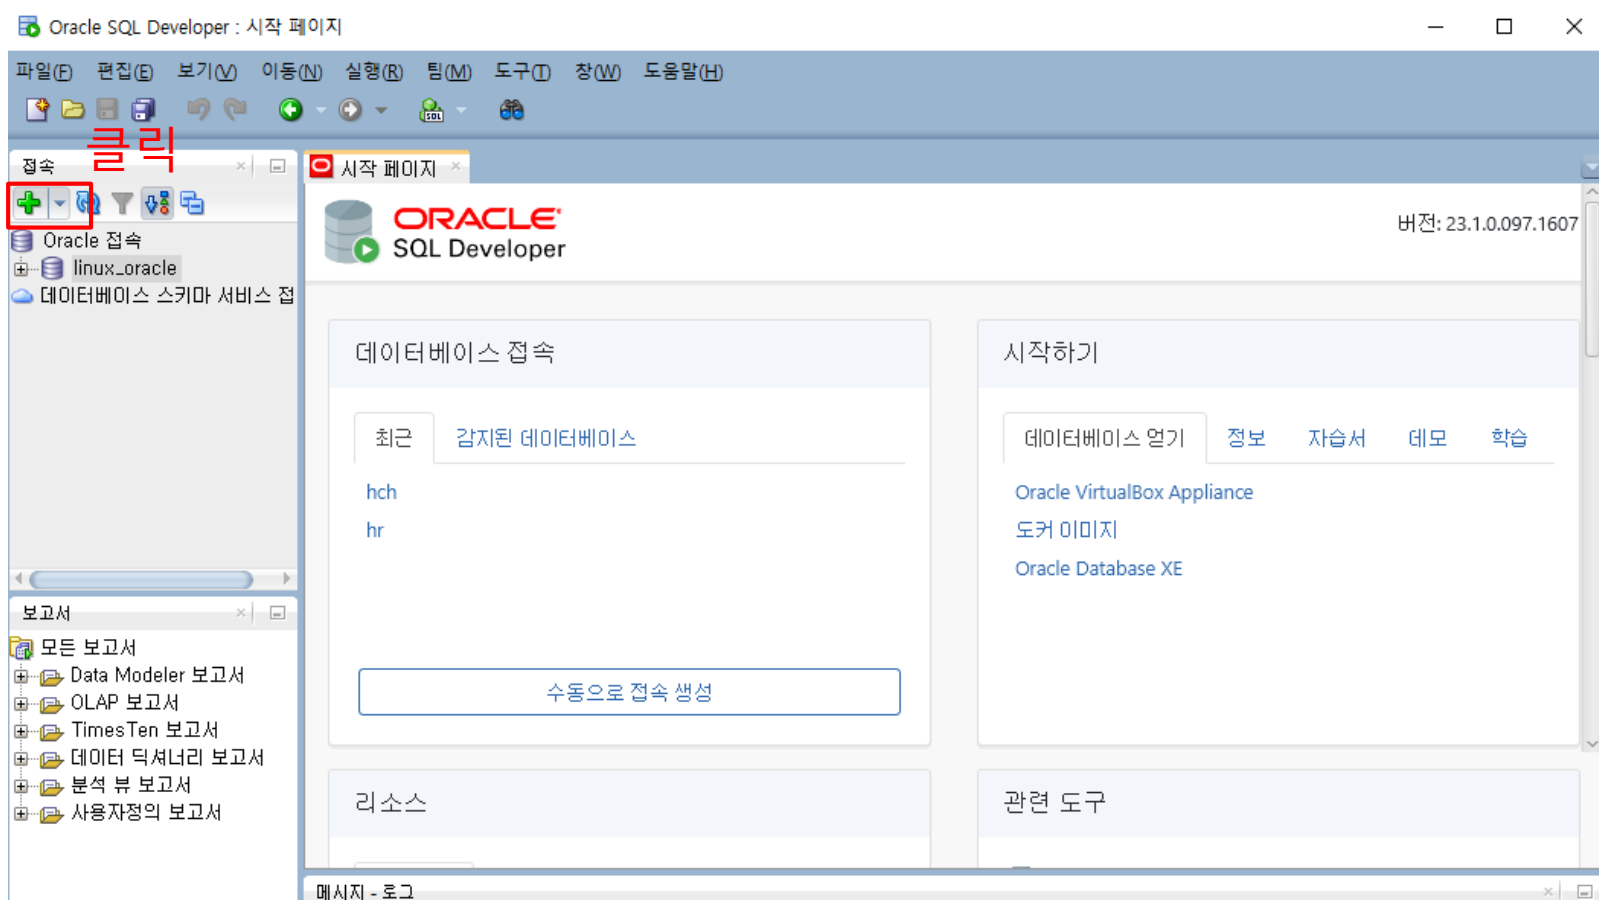 Oracle SQL Developer : 시작 페이지
파일(F) 편집(E) 보기(V) 이동(N) 실행(R) 팀(M) 도구(T) 창(W) 도움말(H)
SQL
클릭
접속
시작 페이지
Oracle 접속
linux_oracle
데이터베이스 스키마 서비스 접
ORACLE
SQL Developer
버전: 23.1.0.097.1607
데이터베이스 접속
최근 감지된 데이터베이스
hch
hr
수동으로 접속 생성
시작하기
데이터베이스 얻기 정보 자습서 데모 학습
Oracle VirtualBox Appliance
도커 이미지
Oracle Database XE
보고서
모든 보고서
Data Modeler 보고서
OLAP 보고서
TimesTen 보고서
데이터 딕셔너리 보고서
분석 뷰 보고서
사용자정의 보고서
리소스
관련 도구
메시지 - 로그